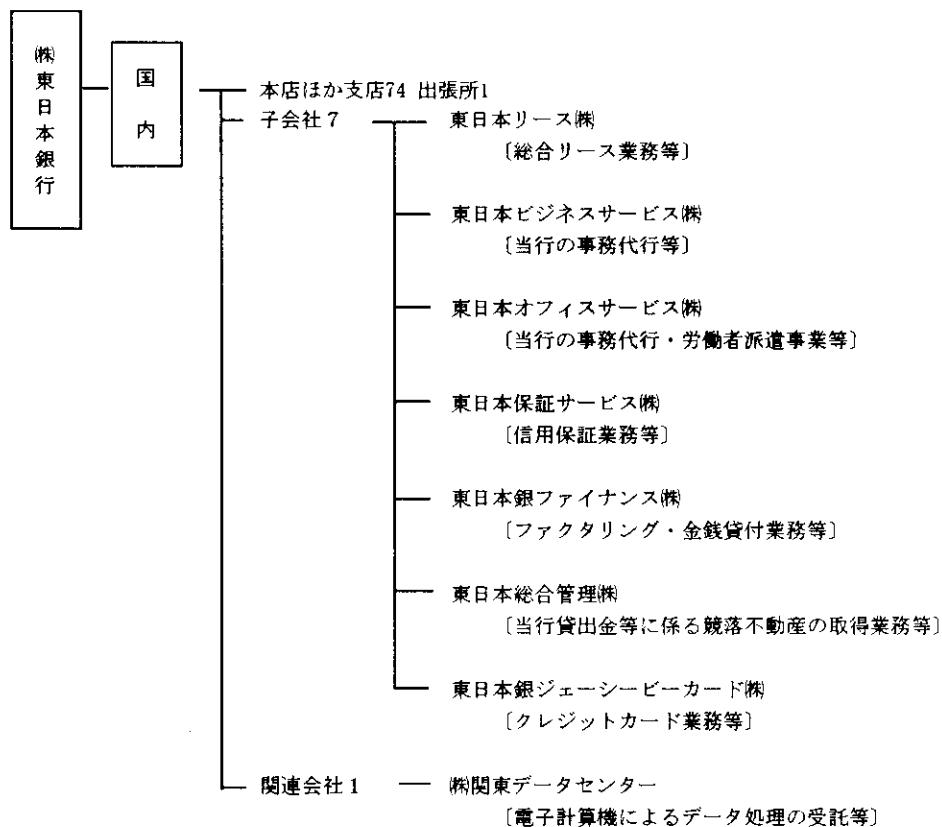 ㈱東日本銀行
国内
本店ほか支店74 出張所1
子会社7
東日本リース㈱
〔総合リース業務等〕
東日本ビジネスサービス㈱
〔当行の事務代行等〕
東日本オフィスサービス㈱
〔当行の事務代行・労働者派遣事業等〕
東日本保証サービス㈱
〔信用保証業務等〕
東日本銀ファイナンス㈱
〔ファクタリング・金銭貸付業務等〕
東日本総合管理㈱
〔当行貸出金等に係る競落不動産の取得業務等〕
東日本銀ジェーシービーカード㈱
〔クレジットカード業務等〕
関連会社1
㈱関東データセンター
〔電子計算機によるデータ処理の受託等〕